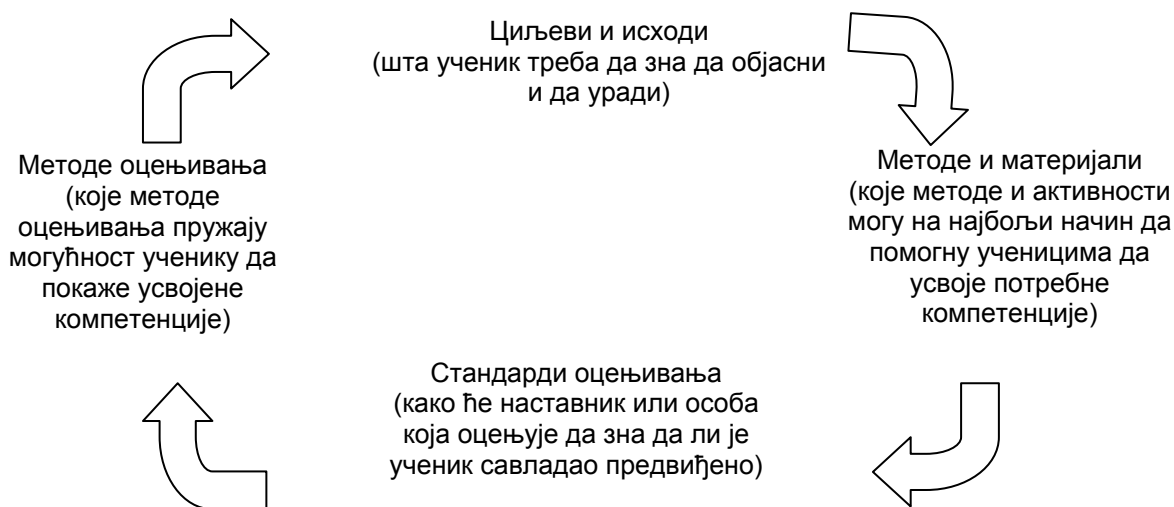 Циљеви и исходи
(шта ученик треба да зна да објасни
и да уради)
Методе и материјали
(које методе и активности
могу на најбољи начин да
помогну ученицима да
усвоје потребне
компетенције)
Стандарди оцењивања
(како ће наставник или особа
која оцењује да зна да ли је
ученик савладао предвиђено)
Методе оцењивања
(које методе
оцењивања пружају
могућност ученику да
покаже усвојене
компетенције)